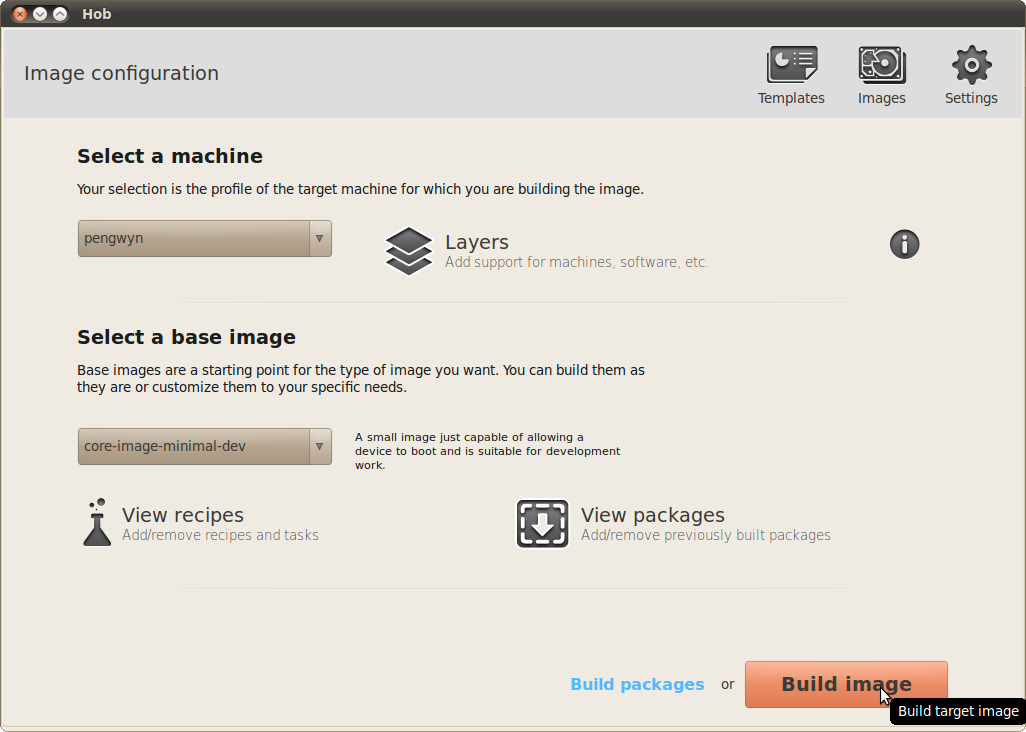 Hob
Image configuration
Templates
Images
Settings
Select a machine
Your selection is the profile of the target machine for which you are building the image.
pengwyn
Layers
Add support for machines, software, etc.
Select a base image
Base images are a starting point for the type of image you want. You can build them as
they are or customize them to your specific needs.
core-image-minimal-dev
A small image just capable of allowing a
device to boot and is suitable for development
work.
View recipes
Add/remove recipes and tasks
View packages
Add/remove previously built packages
Build packages or Build image
Build target image